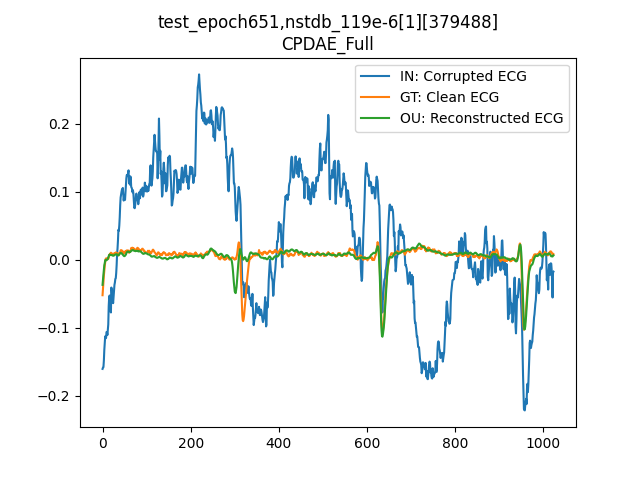 test_epoch651,nstdb_119e-6[1][379488]
CPDAE_Full
IN: Corrupted ECG
GT: Clean ECG
OU: Reconstructed ECG
0.2
0.1
0.0
−0.1
−0.2
0 200 400 600 800 1000